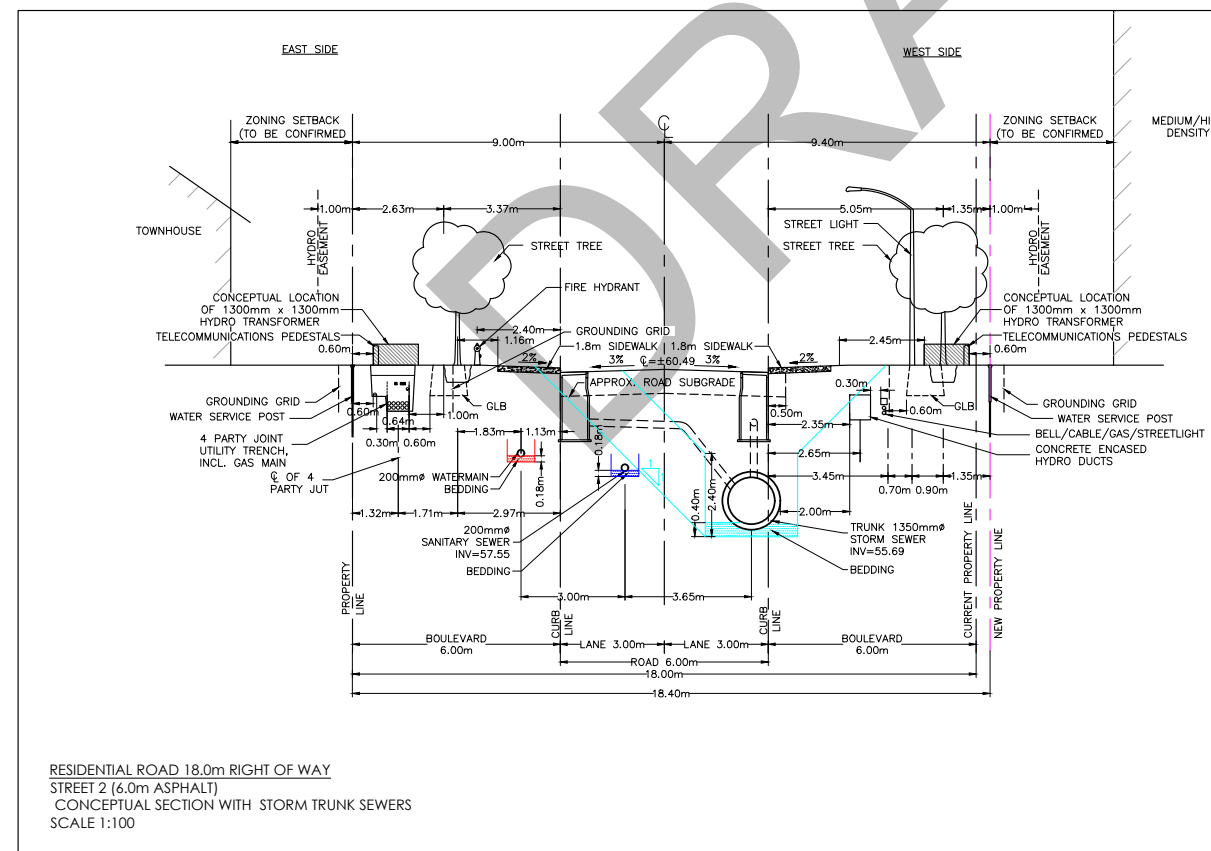 DRA
EAST SIDE
WEST SIDE
ZONING SETBACK
(TO BE CONFIRMED
9.00m
℄
9.40m
ZONING SETBACK
(TO BE CONFIRMED
MEDIUM/HI
DENSITY
1.00m
2.63m
3.37m
5.05m
1.35m
1.00m
TOWNHOUSE
HYDRO
EASEMENT
STREET TREE
STREET LIGHT
STREET TREE
HYDRO
EASEMENT
FIRE HYDRANT
CONCEPTUAL LOCATION
OF 1300mm x 1300mm
HYDRO TRANSFORMER
TELECOMMUNICATIONS PEDESTALS
0.60m
2.40m
1.16m
GROUNDING GRID
1.8m SIDEWALK
1.8m SIDEWALK
2.45m
CONCEPTUAL LOCATION
OF 1300mm x 1300mm
HYDRO TRANSFORMER
TELECOMMUNICATIONS PEDESTALS
0.60m
2%
3%
℄=±60.49
3%
2%
APPROX. ROAD SUBGRADE
0.30m
GROUNDING GRID
WATER SERVICE POST
0.60m
0.64m
0.30m
0.60m
1.00m
GLB
0.50m
0.60m
GLB
GROUNDING GRID
WATER SERVICE POST
BELL/CABLE/GAS/STREETLIGHT
CONCRETE ENCASED
HYDRO DUCTS
4 PARTY JOINT
UTILITY TRENCH,
INCL. GAS MAIN
℄ OF 4
PARTY JUT
1.83m
1.13m
0.18m
2.35m
2.65m
3.45m
0.70m
0.90m
1.35m
200mmø WATERMAIN
BEDDING
0.18m
0.40m
2.40m
2.00m
1.32m
1.71m
2.97m
200mmø
SANITARY SEWER
INV=57.55
BEDDING
1
1
TRUNK 1350mmø
STORM SEWER
INV=55.69
BEDDING
3.00m
3.65m
PROPERTY
LINE
CURB
LINE
CURB
LINE
CURRENT PROPERTY LINE
NEW PROPERTY LINE
BOULEVARD
6.00m
LANE 3.00m
LANE 3.00m
BOULEVARD
6.00m
ROAD 6.00m
18.00m
18.40m
RESIDENTIAL ROAD 18.0m RIGHT OF WAY
STREET 2 (6.0m ASPHALT)
CONCEPTUAL SECTION WITH STORM TRUNK SEWERS
SCALE 1:100